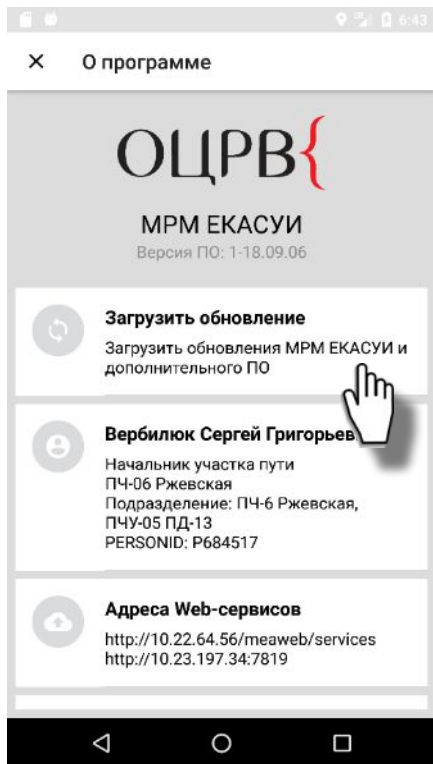 6:43
О программе
ОЦРВ{
МРМ ЕКАСУИ
Версия ПО: 1-18.09.06
Загрузить обновление
Загрузить обновления МРМ ЕКАСУИ и
дополнительного ПО
Вербилюк Сергей Григорьев
Начальник участка пути
ПЧ-06 Ржевская
Подразделение: ПЧ-6 Ржевская,
ПЧУ-05 ПД-13
PERSONID: P684517
Адреса Web-сервисов
http://10.22.64.56/meaweb/services
http://10.23.197.34:7819